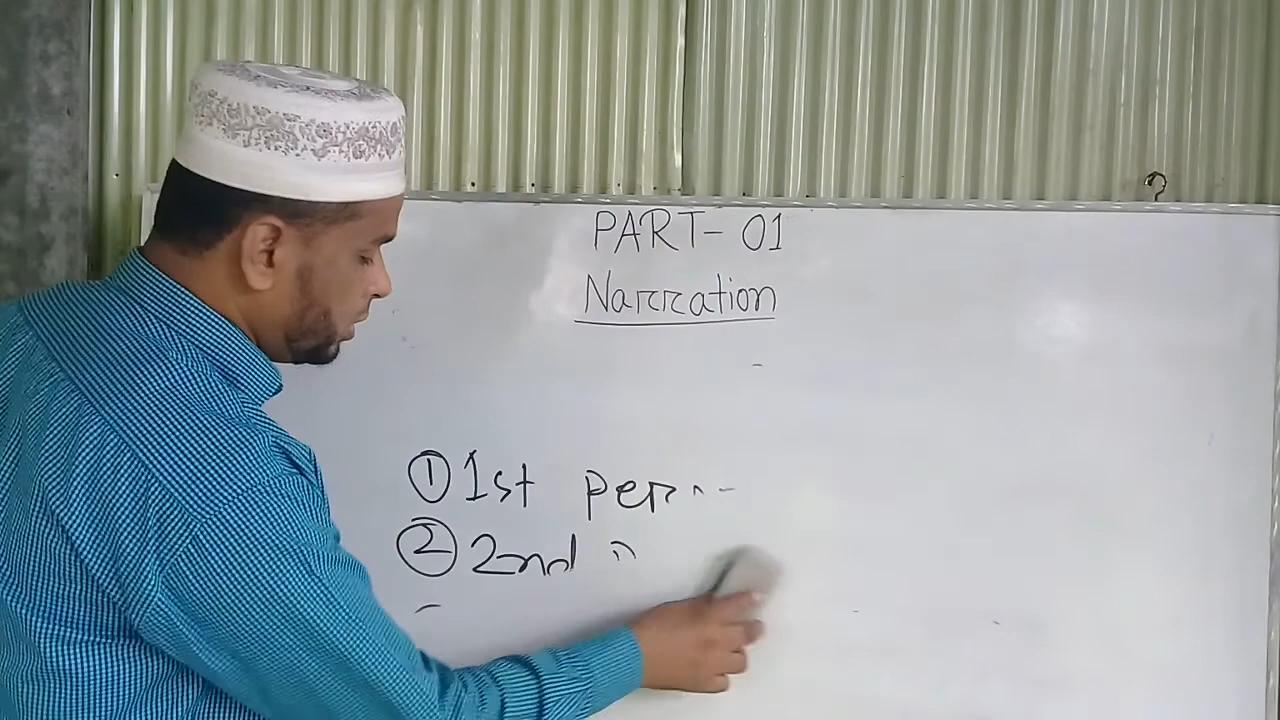 PART- 01
Narration
① 1st per
② 2nd "